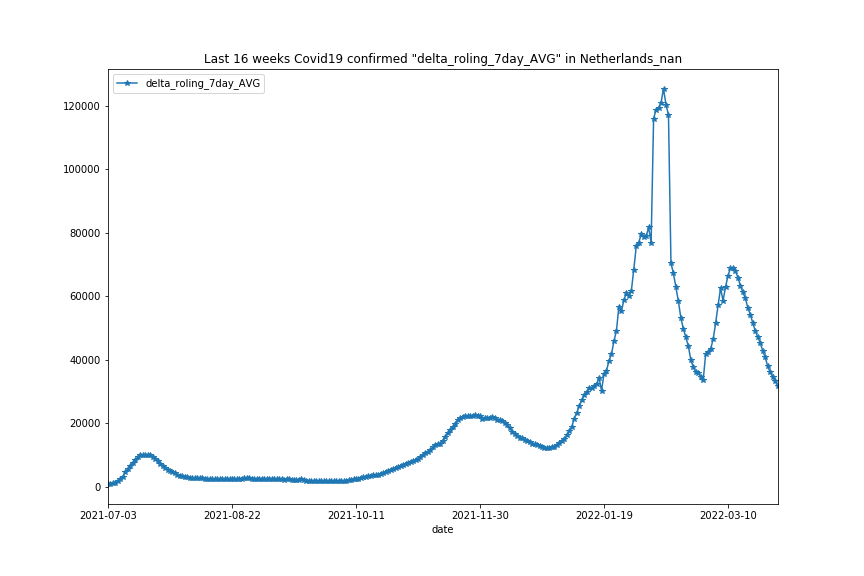 Last 16 weeks Covid19 confirmed "delta_roling_7day_AVG" in Netherlands_nan
delta_roling_7day_AVG
120000
100000
80000
60000
40000
20000
0
2021-07-03 2021-08-22 2021-10-11 2021-11-30 2022-01-19 2022-03-10
date